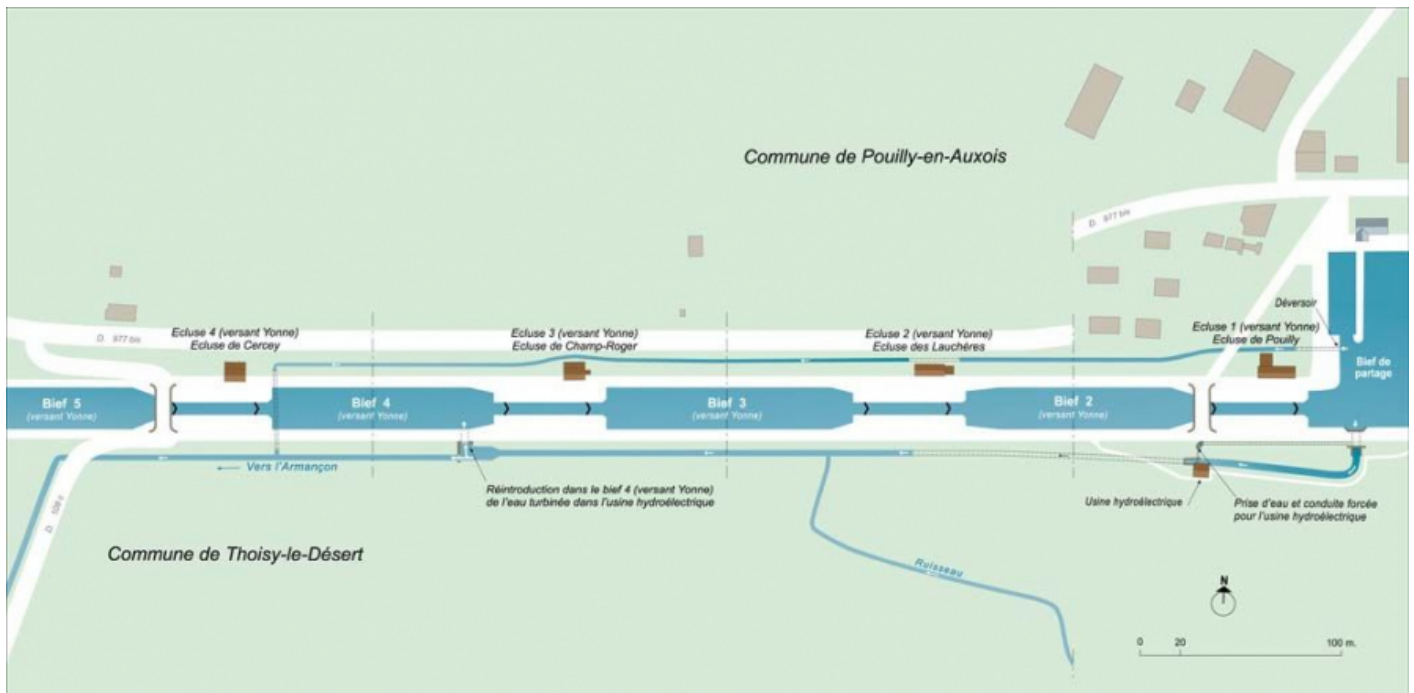 Commune de Pouilly-en-Auxois
D. 977 bis
Déversoir
Ecluse 4 (versant Yonne)
Ecluse de Cercey
Ecluse 3 (versant Yonne)
Ecluse de Champ-Roger
Ecluse 2 (versant Yonne)
Ecluse des Lauchères
Ecluse 1 (versant Yonne)
Ecluse de Pouilly
D. 977 bis
Bief de
partage
Bief 5
(versant Yonne)
Bief 4
(versant Yonne)
Bief 3
(versant Yonne)
Bief 2
(versant Yonne)
Vers l'Armançon
Réintroduction dans le bief 4 (versant Yonne)
de l'eau turbinée dans l'usine hydroélectrique
Usine hydroélectrique
Prise d'eau et conduite forcée
pour l'usine hydroélectrique
D. 108
Commune de Thoisy-le-Désert
Ruisseau
N
0 20 100 m.